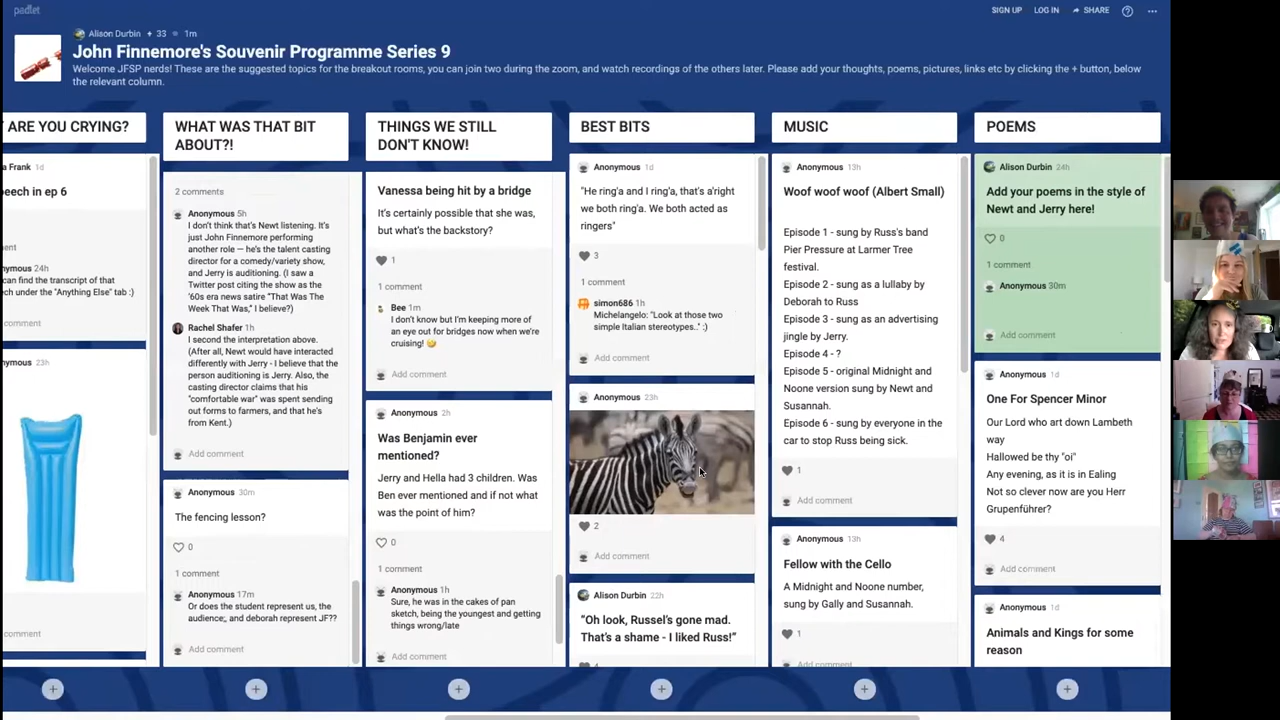 padlet
SIGN UP LOG IN SHARE
Alison Durbin + 33 1m
John Finnemore's Souvenir Programme Series 9
Welcome JFSP nerds! These are the suggested topics for the breakout rooms, you can join two during the zoom, and watch recordings of the others later. Please add your thoughts, poems, pictures, links etc by clicking the + button, below
the relevant column.
ARE YOU CRYING?
a Frank 1d
eech in ep 6
ent
nymous 24h
can find the transcript of that
ech under the "Anything Else" tab :)
comment
nymous 23h
comment
WHAT WAS THAT BIT
ABOUT?!
2 comments
Anonymous 5h
I don't think that's Newt listening. It's
just John Finnemore performing
another role — he's the talent casting
director for a comedy/variety show,
and Jerry is auditioning. (I saw a
Twitter post citing the show as the
'60s era news satire "That Was The
Week That Was," I believe?)
Rachel Shafer 1h
I second the interpretation above.
(After all, Newt would have interacted
differently with Jerry - I believe that the
person auditioning is Jerry. Also, the
casting director claims that his
"comfortable war" was spent sending
out forms to farmers, and that he's
from Kent.)
Add comment
Anonymous 30m
The fencing lesson?
0
1 comment
Anonymous 17m
Or does the student represent us, the
audience;, and deborah represent JF??
Add comment
THINGS WE STILL
DON'T KNOW!
Vanessa being hit by a bridge
It's certainly possible that she was,
but what's the backstory?
1
1 comment
Bee 1m
I don't know but I'm keeping more of
an eye out for bridges now when we're
cruising!
Add comment
Anonymous 2h
Was Benjamin ever
mentioned?
Jerry and Hella had 3 children. Was
Ben ever mentioned and if not what
was the point of him?
0
1 comment
Anonymous 1h
Sure, he was in the cakes of pan
sketch, being the youngest and getting
things wrong/late
Add comment
BEST BITS
Anonymous 1d
"He ring'a and I ring'a, that's a'right
we both ring'a. We both acted as
ringers"
3
1 comment
simon686 1h
Michelangelo: "Look at those two
simple Italian stereotypes.." :)
Add comment
Anonymous 23h
2
Add comment
Alison Durbin 22h
"Oh look, Russel's gone mad.
That's a shame - I liked Russ!"
MUSIC
Anonymous 13h
Woof woof woof (Albert Small)
Episode 1 - sung by Russ's band
Pier Pressure at Larmer Tree
festival.
Episode 2 - sung as a lullaby by
Deborah to Russ
Episode 3 - sung as an advertising
jingle by Jerry.
Episode 4 - ?
Episode 5 - original Midnight and
Noone version sung by Newt and
Susannah.
Episode 6 - sung by everyone in the
car to stop Russ being sick.
1
Add comment
Anonymous 13h
Fellow with the Cello
A Midnight and Noone number,
sung by Gally and Susannah.
1
Add comment
POEMS
Alison Durbin 24h
Add your poems in the style of
Newt and Jerry here!
0
1 comment
Anonymous 30m
Add comment
Anonymous 1d
One For Spencer Minor
Our Lord who art down Lambeth
way
Hallowed be thy "oi"
Any evening, as it is in Ealing
Not so clever now are you Herr
Grupenführer?
4
Add comment
Anonymous 1d
Animals and Kings for some
reason